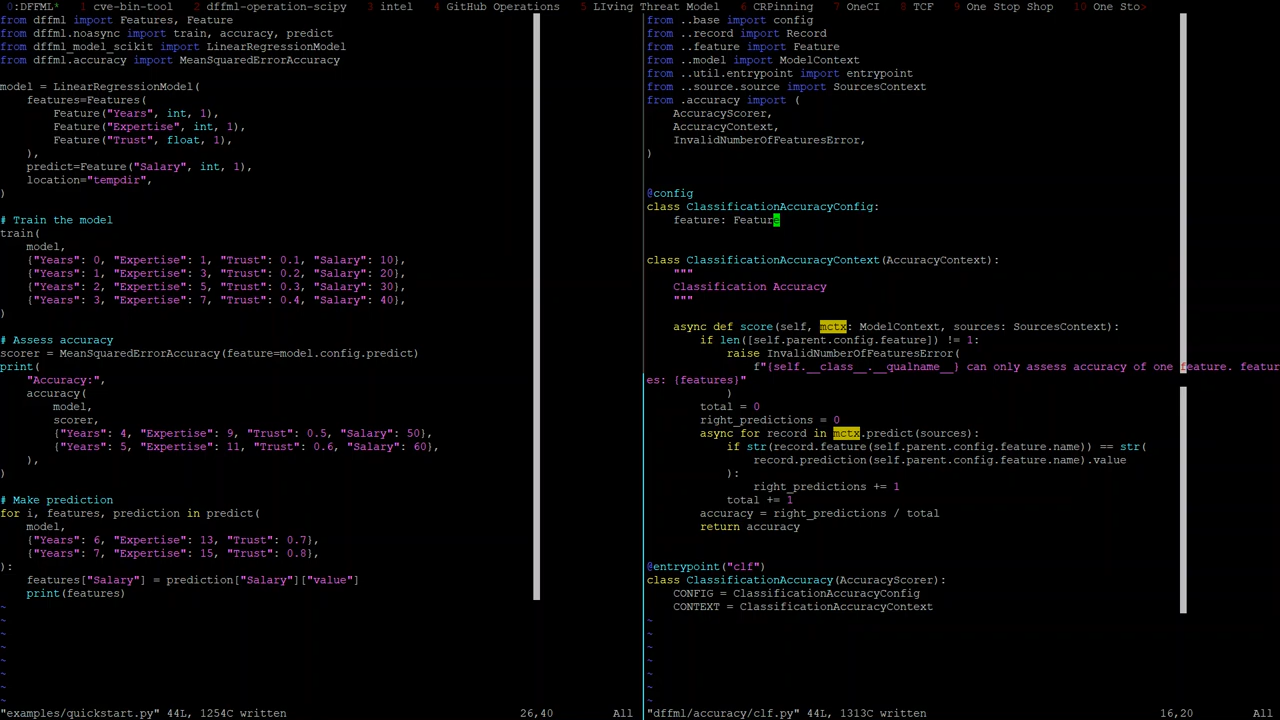 0:DFFML* 1 cve-bin-tool 2 dffml-operation-scipy 3 intel 4 GitHub Operations 5 LIving Threat Model 6 CRPinning 7 OneCI 8 TCF 9 One Stop Shop 10 One Sto>
from dffml import Features, Feature
from dffml.noasync import train, accuracy, predict
from dffml_model_scikit import LinearRegressionModel
from dffml.accuracy import MeanSquaredErrorAccuracy
model = LinearRegressionModel(
    features=Features(
        Feature("Years", int, 1),
        Feature("Expertise", int, 1),
        Feature("Trust", float, 1),
    ),
    predict=Feature("Salary", int, 1),
    location="tempdir",
)
# Train the model
train(
    model,
    {"Years": 0, "Expertise": 1, "Trust": 0.1, "Salary": 10},
    {"Years": 1, "Expertise": 3, "Trust": 0.2, "Salary": 20},
    {"Years": 2, "Expertise": 5, "Trust": 0.3, "Salary": 30},
    {"Years": 3, "Expertise": 7, "Trust": 0.4, "Salary": 40},
)
# Assess accuracy
scorer = MeanSquaredErrorAccuracy(feature=model.config.predict)
print(
    "Accuracy:",
    accuracy(
        model,
        scorer,
        {"Years": 4, "Expertise": 9, "Trust": 0.5, "Salary": 50},
        {"Years": 5, "Expertise": 11, "Trust": 0.6, "Salary": 60},
    ),
)
# Make prediction
for i, features, prediction in predict(
    model,
    {"Years": 6, "Expertise": 13, "Trust": 0.7},
    {"Years": 7, "Expertise": 15, "Trust": 0.8},
):
    features["Salary"] = prediction["Salary"]["value"]
    print(features)
~
~
~
~
~
~
~
~
"examples/quickstart.py" 44L, 1254C written 26,40 All
from ..base import config
from ..record import Record
from ..feature import Feature
from ..model import ModelContext
from ..util.entrypoint import entrypoint
from ..source.source import SourcesContext
from .accuracy import (
    AccuracyScorer,
    AccuracyContext,
    InvalidNumberOfFeaturesError,
)
@config
class ClassificationAccuracyConfig:
    feature: Feature
class ClassificationAccuracyContext(AccuracyContext):
    """
    Classification Accuracy
    """
    async def score(self, mctx: ModelContext, sources: SourcesContext):
        if len([self.parent.config.feature]) != 1:
            raise InvalidNumberOfFeaturesError(
                f"{self.__class__.__qualname__} can only assess accuracy of one feature. featur
es: {features}"
            )
        total = 0
        right_predictions = 0
        async for record in mctx.predict(sources):
            if str(record.feature(self.parent.config.feature.name)) == str(
                record.prediction(self.parent.config.feature.name).value
            ):
                right_predictions += 1
            total += 1
        accuracy = right_predictions / total
        return accuracy
@entrypoint("clf")
class ClassificationAccuracy(AccuracyScorer):
    CONFIG = ClassificationAccuracyConfig
    CONTEXT = ClassificationAccuracyContext
~
~
~
~
~
~
~
"dffml/accuracy/clf.py" 44L, 1313C written 16,20 All